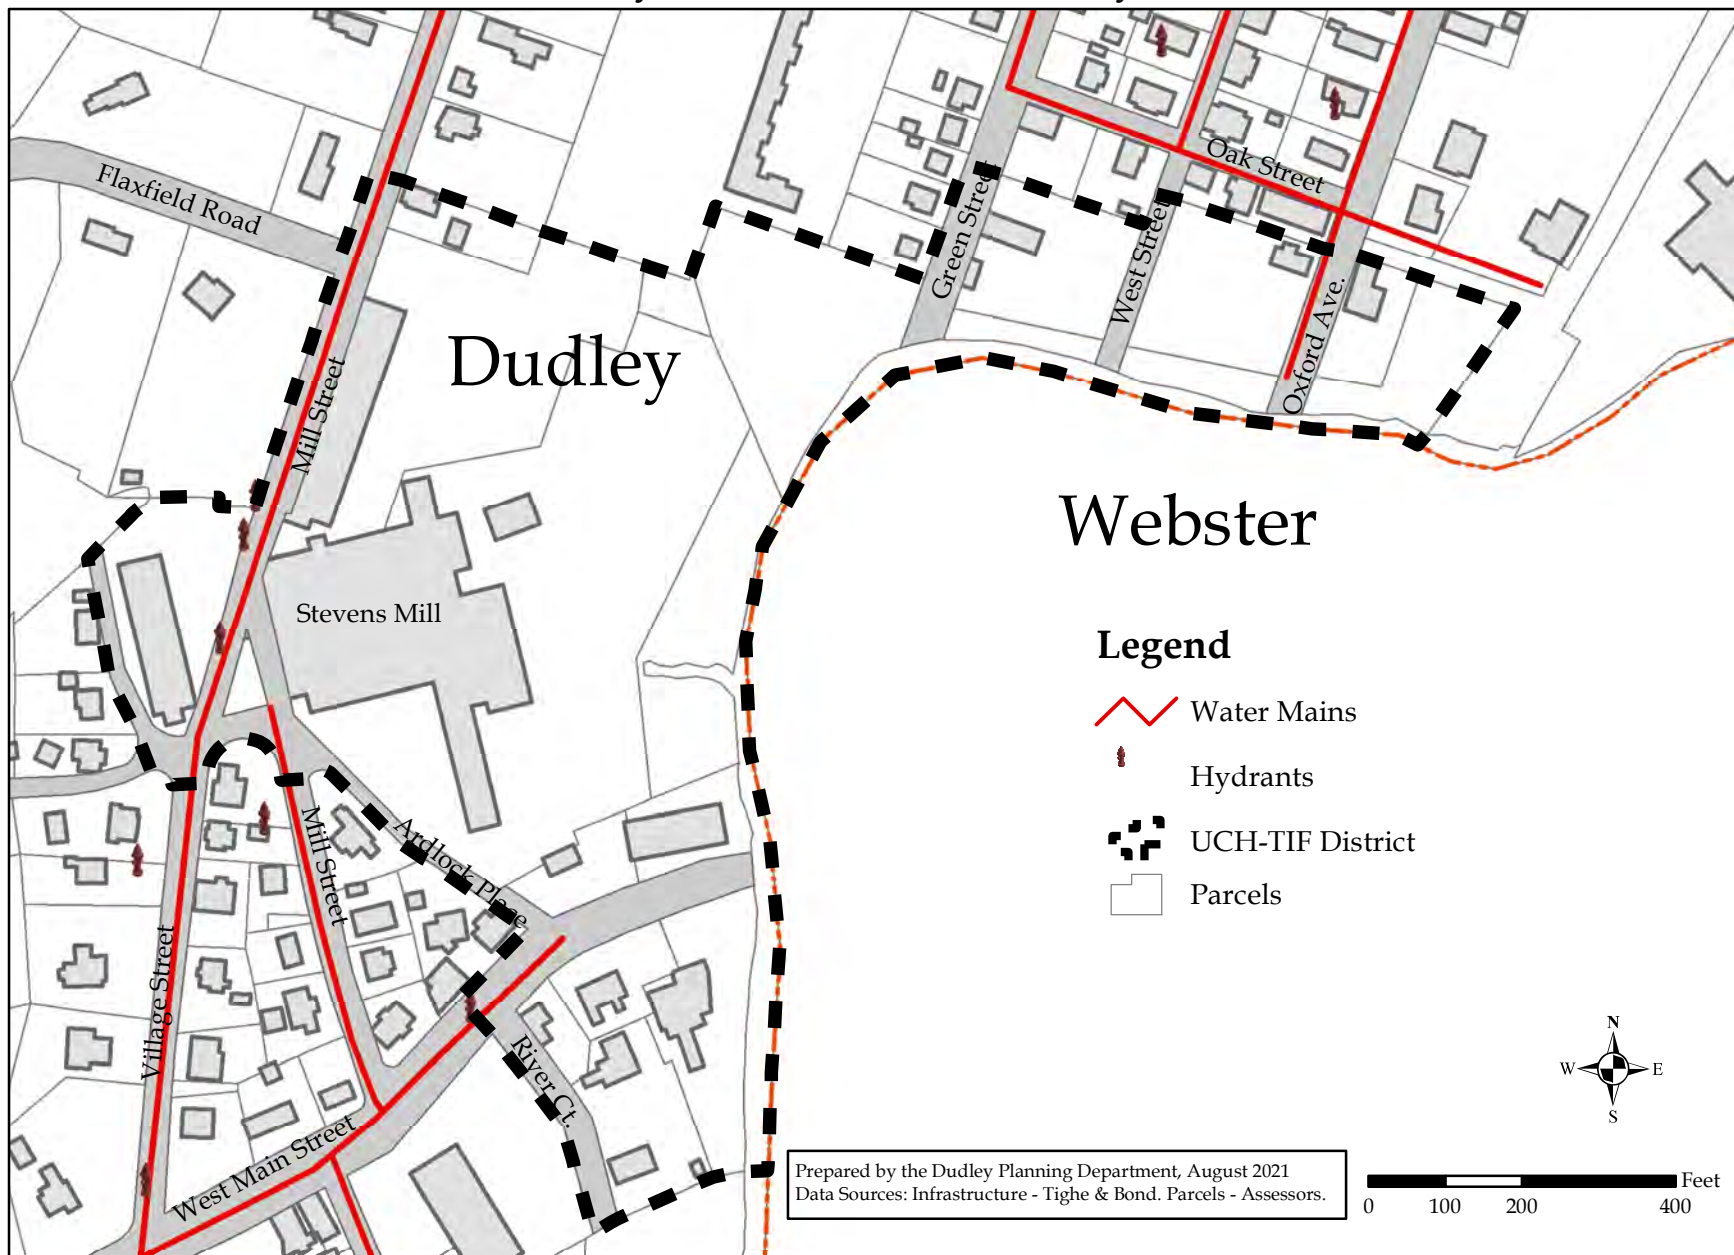 Oak Street
Flaxfield Road
Green Street
West Street
Oxford Ave.
Dudley
Mill Street
Webster
Stevens Mill
Legend
Water Mains
Hydrants
UCH-TIF District
Parcels
Mill Street
Ardlock Place
Village Street
River Ct.
West Main Street
N
W E
S
Prepared by the Dudley Planning Department, August 2021
Data Sources: Infrastructure - Tighe & Bond. Parcels - Assessors.
Feet
0 100 200 400